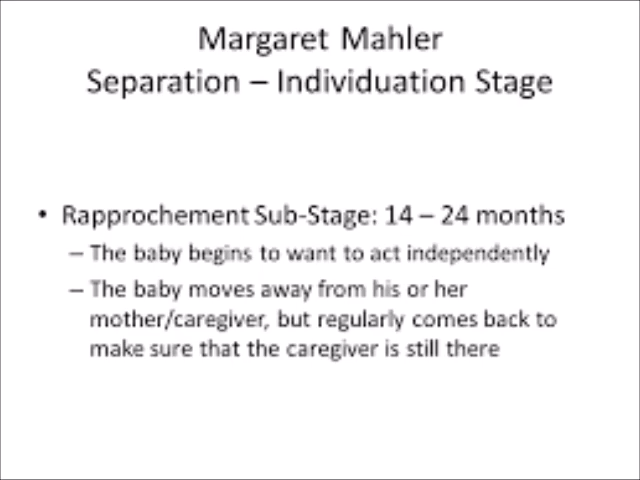 Margaret Mahler
Separation – Individuation Stage
• Rapprochement Sub-Stage: 14 – 24 months
– The baby begins to want to act independently
– The baby moves away from his or her
mother/caregiver, but regularly comes back to
make sure that the caregiver is still there